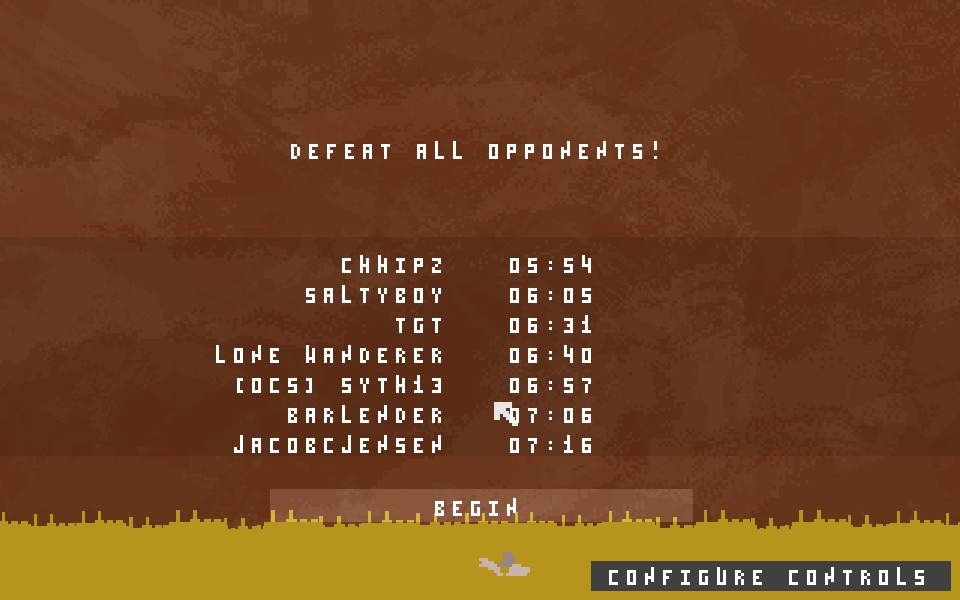 DEFEAT ALL OPPONENTS!
CHHIPZ 05:54
SALTYBOY 06:05
TGT 06:31
LONE WANDERER 06:40
[OCS] SYTH13 06:57
BARLENDER 07:06
JACOBCJENSEN 07:16
BEGIN
CONFIGURE CONTROLS